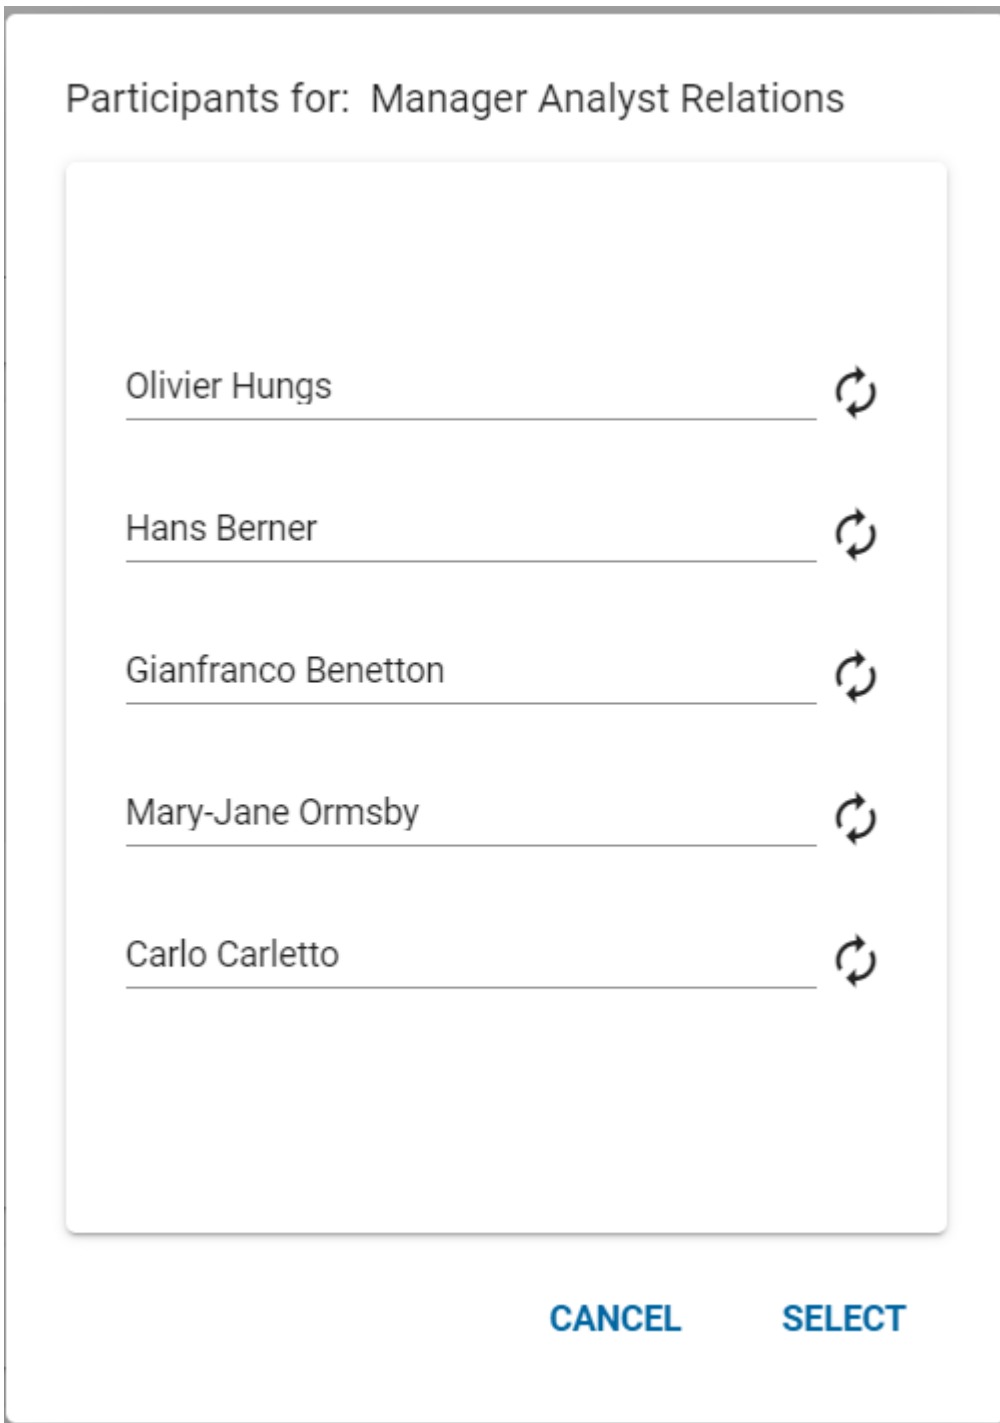 Participants for: Manager Analyst Relations
Olivier Hungs
Hans Berner
Gianfranco Benetton
Mary-Jane Ormsby
Carlo Carletto
CANCEL SELECT